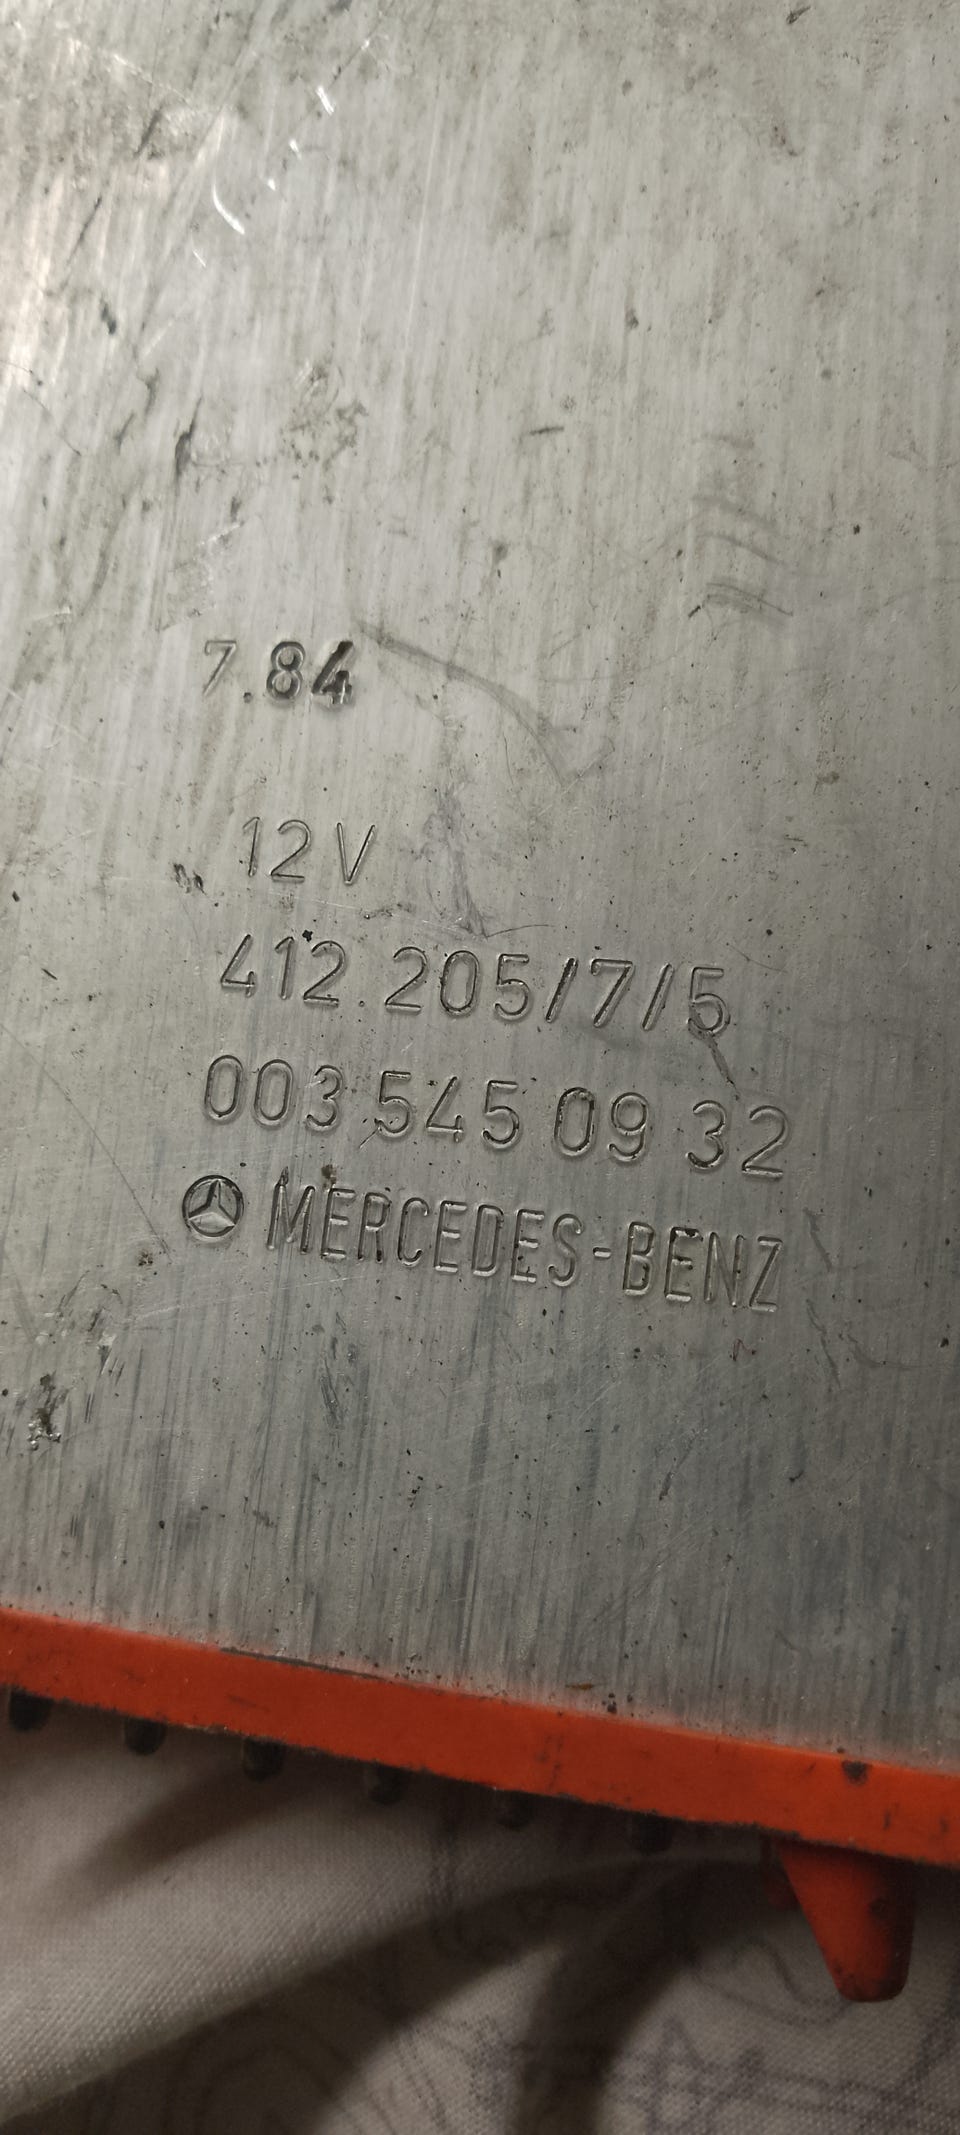 7.84
12V
412.205/7/5
003 545 09 32
MERCEDES-BENZ